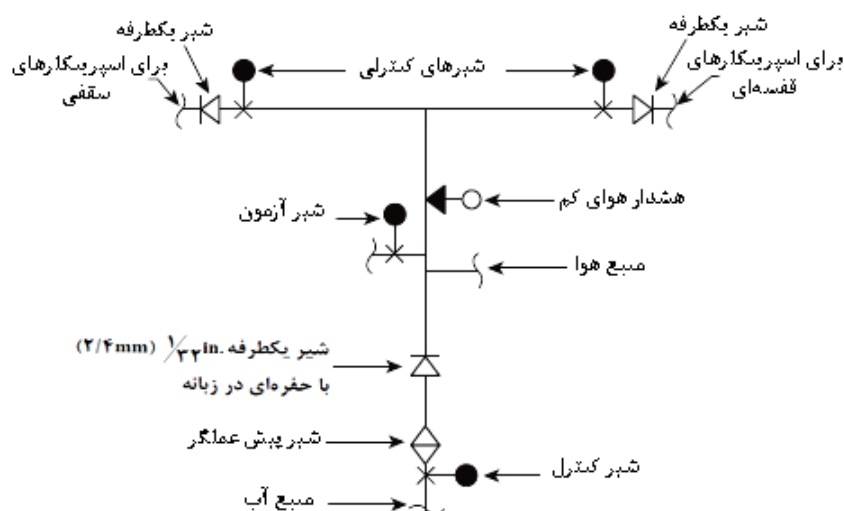 شیر یکطرفه
شیر یکطرفه
برای اسپرینکلرهای
سقفی
شیرهای کنترلی
برای اسپرینکلرهای
قفسه‌ای
هشدار هوای کم
شیر آزمون
منبع هوا
شیر یکطرفه .in ۱/۳۲ (۲/۴mm)
با حفره‌ای در زبانه
شیر پیش عملگر
شیر کنترل
منبع آب